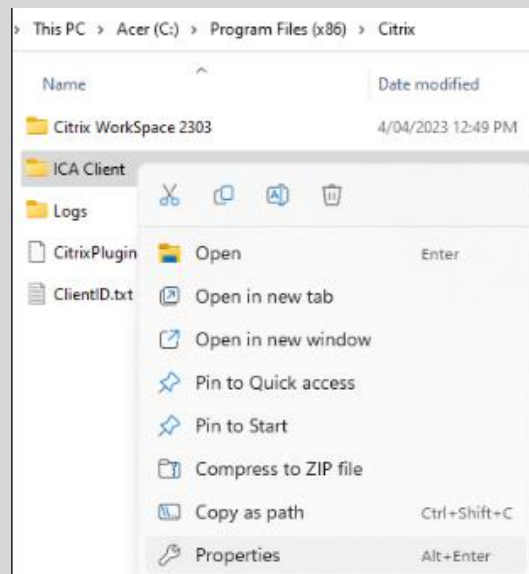 > This PC > Acer (C:) > Program Files (x86) > Citrix
Name Date modified
Citrix WorkSpace 2303 4/04/2023 12:49 PM
ICA Client
Logs
CitrixPlugin
Open Enter
ClientID.txt
Open in new tab
Open in new window
Pin to Quick access
Pin to Start
Compress to ZIP file
Copy as path Ctrl+Shift+C
Properties Alt+Enter